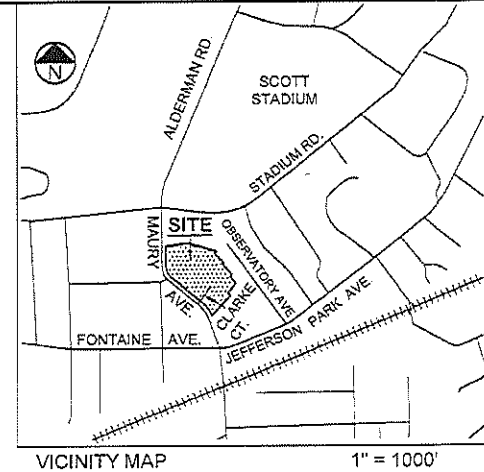 N
ALDERMAN RD.
SCOTT
STADIUM
STADIUM RD.
MAURY
AVE.
SITE
OBSERVATORY AVE
CLARKE
CT.
FONTAINE AVE.
JEFFERSON PARK AVE.
VICINITY MAP
1" = 1000'